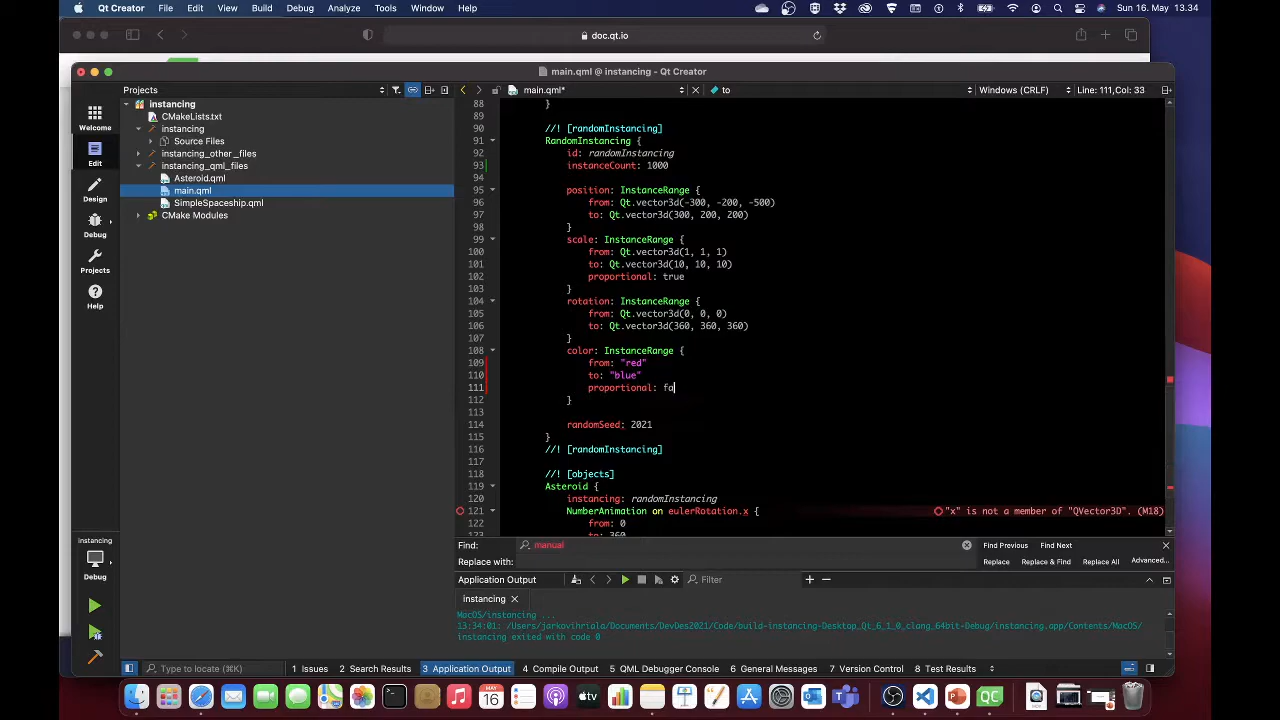 Qt Creator File Edit View Build Debug Analyze Tools Window Help
Sun 16. May 13.34
doc.qt.io
main.qml @ instancing - Qt Creator
Projects
main.qml*
to
Windows (CRLF)
Line: 111, Col: 33
Welcome
Edit
Design
Debug
Projects
Help
instancing
Debug
instancing
CMakeLists.txt
instancing
Source Files
instancing_other_files
instancing_qml_files
Asteroid.qml
main.qml
SimpleSpaceship.qml
CMake Modules
88 }
89
90 //! [randomInstancing]
91 RandomInstancing {
92 id: randomInstancing
93 instanceCount: 1000
94
95 position: InstanceRange {
96 from: Qt.vector3d(-300, -200, -500)
97 to: Qt.vector3d(300, 200, 200)
98 }
99 scale: InstanceRange {
100 from: Qt.vector3d(1, 1, 1)
101 to: Qt.vector3d(10, 10, 10)
102 proportional: true
103 }
104 rotation: InstanceRange {
105 from: Qt.vector3d(0, 0, 0)
106 to: Qt.vector3d(360, 360, 360)
107 }
108 color: InstanceRange {
109 from: "red"
110 to: "blue"
111 proportional: fa
112 }
113
114 randomSeed: 2021
115 }
116 //! [randomInstancing]
117
118 //! [objects]
119 Asteroid {
120 instancing: randomInstancing
121 NumberAnimation on eulerRotation.x { "x" is not a member of "QVector3D". (M18)
122 from: 0
to: 360
Find: manual Find Previous Find Next
Replace with: Replace Replace & Find Replace All Advanced...
Application Output Filter
instancing
MacOS/instancing ...
13:34:01: /Users/jarkovihriola/Documents/DevDes2021/Code/build-instancing-Desktop_Qt_6_1_0_clang_64bit-Debug/instancing.app/Contents/MacOS/
instancing exited with code 0
Type to locate (⌘K) 1 Issues 2 Search Results 3 Application Output 4 Compile Output 5 QML Debugger Console 6 General Messages 7 Version Control 8 Test Results
MAY
16
tv
QC